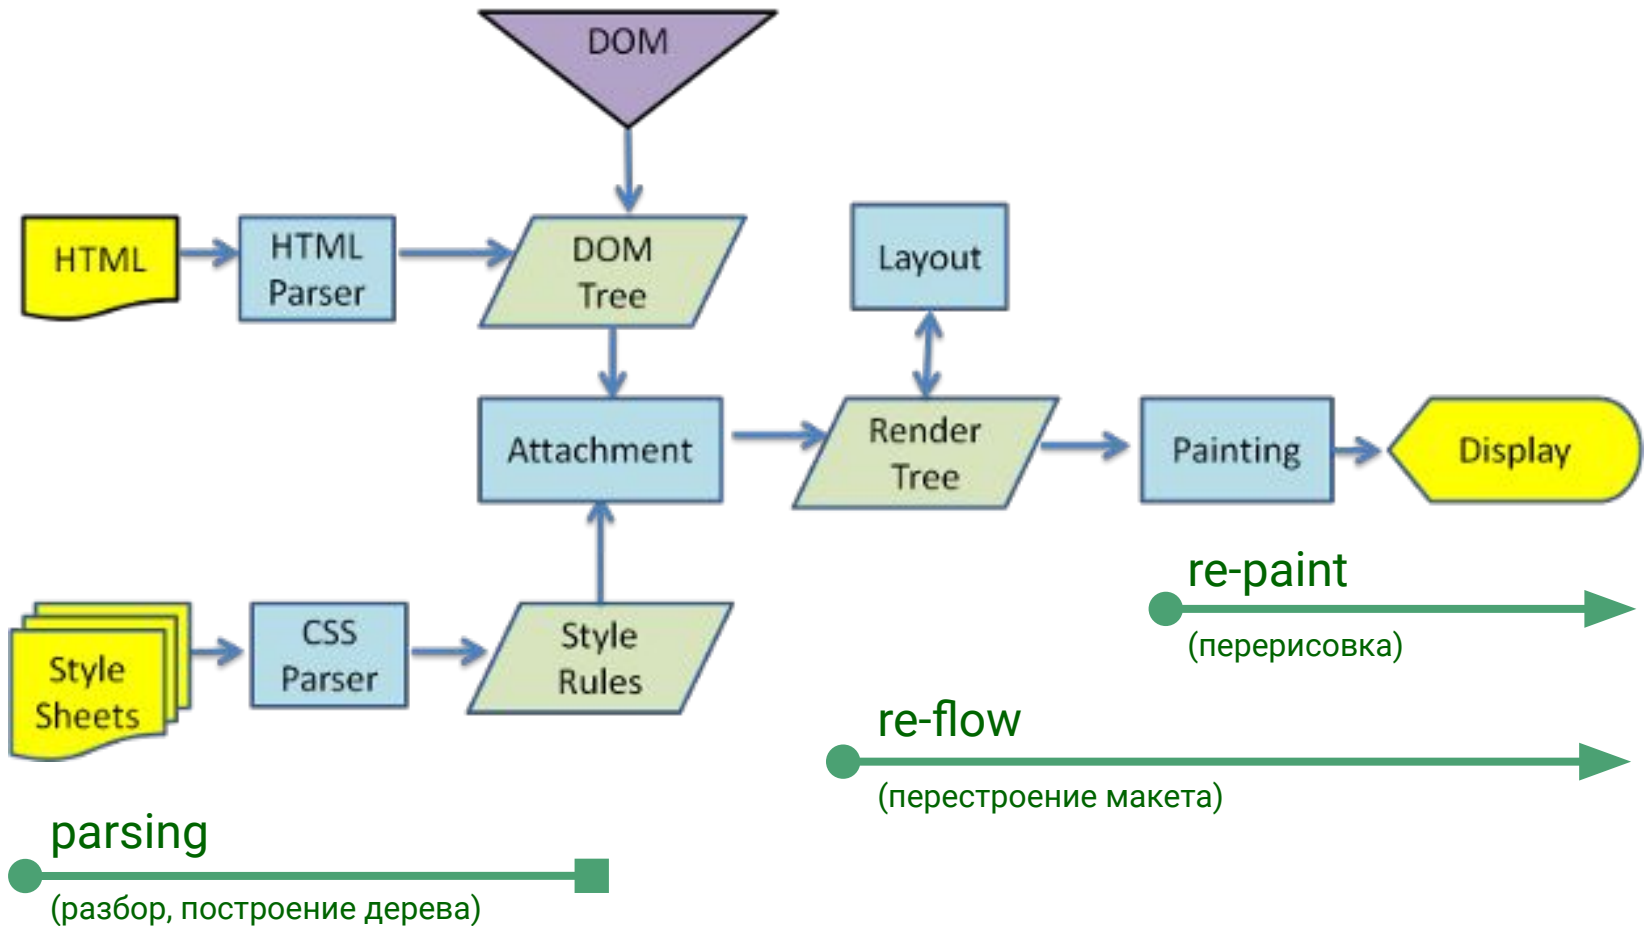 DOM
HTML
HTML
Parser
DOM
Tree
Layout
Attachment
Render
Tree
Painting
Display
Style
Sheets
CSS
Parser
Style
Rules
re-paint
(перерисовка)
re-flow
(перестроение макета)
parsing
(разбор, построение дерева)